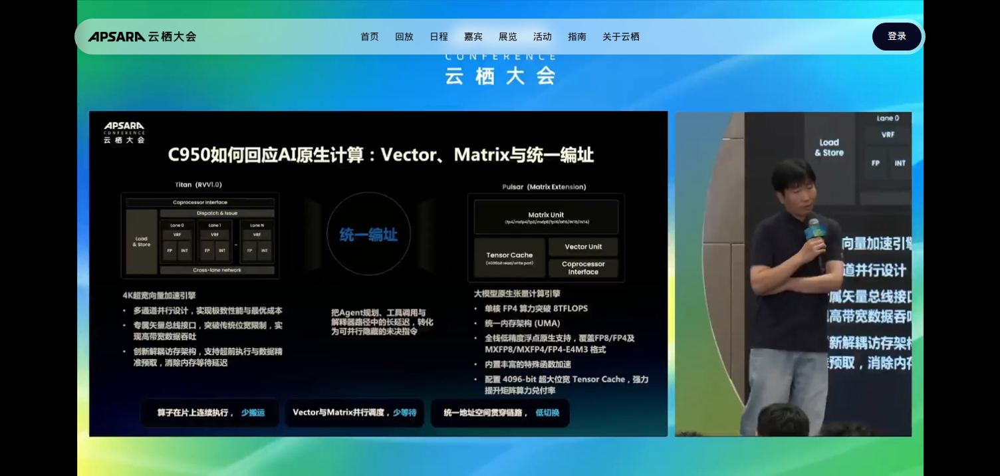 APSARA 云栖大会
首页 回放 日程 嘉宾 展览 活动 指南 关于云栖
登录
CONFERENCE
云栖大会
APSARA
CONFERENCE
云栖大会
C950如何回应AI原生计算：Vector、Matrix与统一编址
Titan (RVV1.0)
Coprocessor Interface
Dispatch & Issue
Load
& Store
Lane 0 Lane 1 Lane N
VRF VRF VRF
FP INT FP INT FP INT
Cross-lane network
4K超宽向量加速引擎
• 多通道并行设计，实现极致性能与最优成本
• 专属矢量总线接口，突破传统位宽限制，实
现高带宽数据吞吐
• 创新解耦访存架构，支持超前执行与数据精
准预取，消除内存等待延迟
统一编址
把Agent规划、工具调用与
解释器路径中的长延迟，转化
为可并行隐藏的未决指令
Pulsar (Matrix Extension)
Matrix Unit
(fp4/mxfp4/fp8/mxfp8/fp16/bf16/INT8/INT4)
Tensor Cache
(4096bit read/write port)
Vector Unit
Coprocessor
Interface
大模型原生张量计算引擎
• 单核 FP4 算力突破 8TFLOPS
• 统一内存架构 (UMA)
• 全栈低精度浮点原生支持，覆盖FP8/FP4及
MXFP8/MXFP4/FP4-E4M3 格式
• 内置丰富的特殊函数加速
• 配置 4096-bit 超大位宽 Tensor Cache，强力
提升矩阵算力兑付率
算子在片上连续执行， 少搬运
Vector与Matrix并行调度，少等待
统一地址空间贯穿链路， 低切换
Lane 0
Load
& Store
VRF
FP INT
向量加速引
道并行设计
属矢量总线接
高带宽数据吞
新解耦访存架
预取，消除内